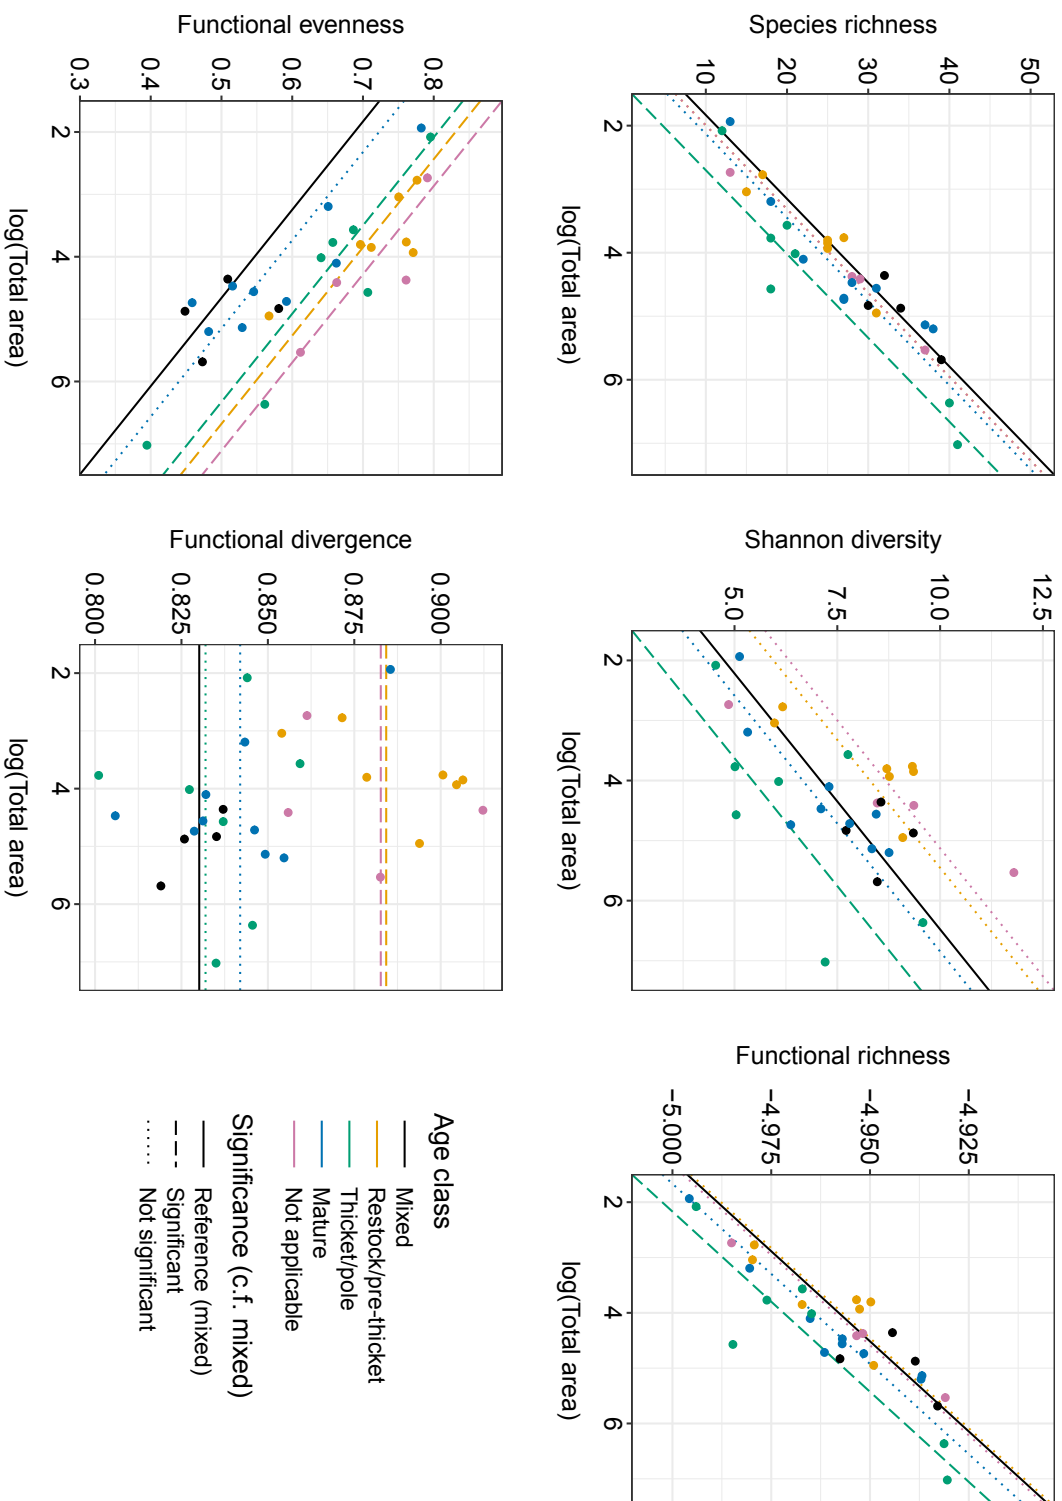 Species richness
50
40
30
20
10
2
4
6
log(Total area)
Shannon diversity
12.5
10.0
7.5
5.0
2
4
6
log(Total area)
Functional richness
−4.925
−4.950
−4.975
−5.000
2
4
6
log(Total area)
Functional evenness
0.8
0.7
0.6
0.5
0.4
0.3
2
4
6
log(Total area)
Functional divergence
0.900
0.875
0.850
0.825
0.800
2
4
6
log(Total area)
Age class
Mixed
Restock/pre-thicket
Thicket/pole
Mature
Not applicable
Significance (c.f. mixed)
Reference (mixed)
Significant
Not significant